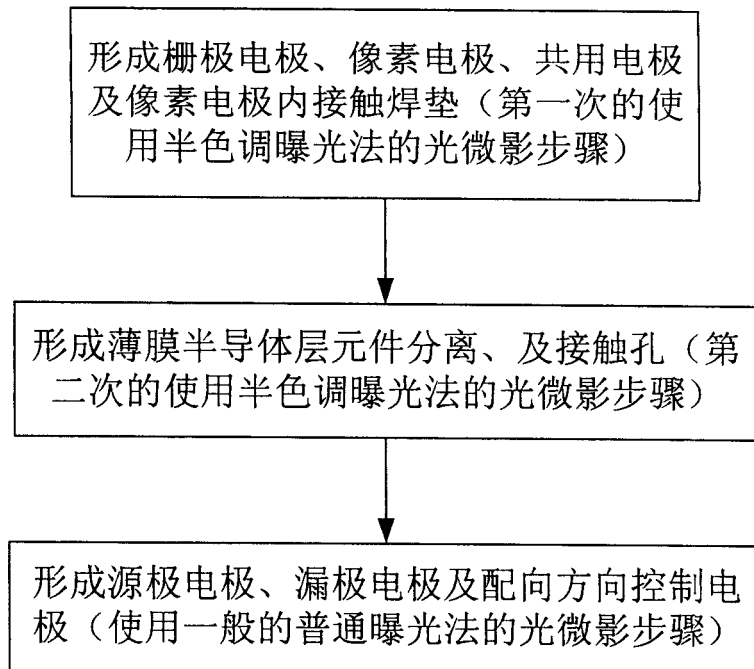 形成栅极电极、像素电极、共用电极
及像素电极内接触焊垫（第一次的使
用半色调曝光法的光微影步骤）
形成薄膜半导体层元件分离、及接触孔（第
二次的使用半色调曝光法的光微影步骤）
形成源极电极、漏极电极及配向方向控制电
极（使用一般的普通曝光法的光微影步骤）